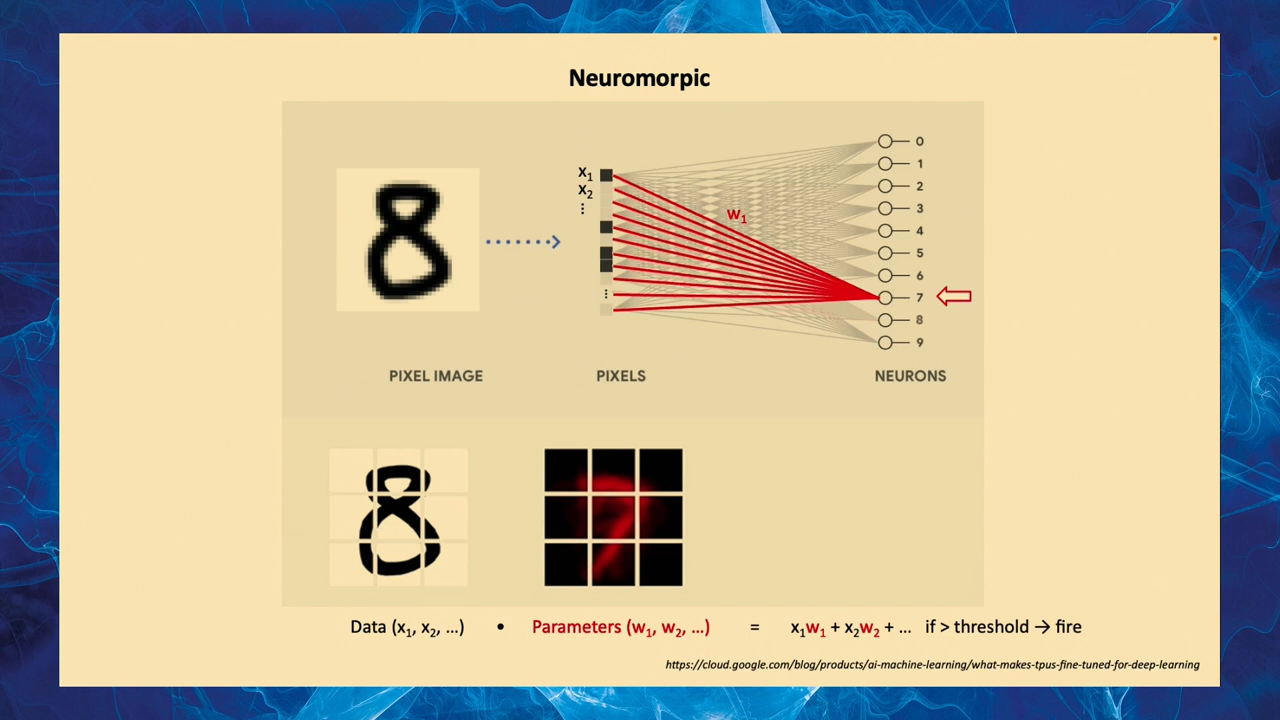 Neuromorpic
x₁
x₂
⋮
⋮
w₁
0
1
2
3
4
5
6
7
8
9
PIXEL IMAGE
PIXELS
NEURONS
Data (x₁, x₂, ...) • Parameters (w₁, w₂, ...) = x₁w₁ + x₂w₂ + ... if > threshold → fire
https://cloud.google.com/blog/products/ai-machine-learning/what-makes-tpus-fine-tuned-for-deep-learning